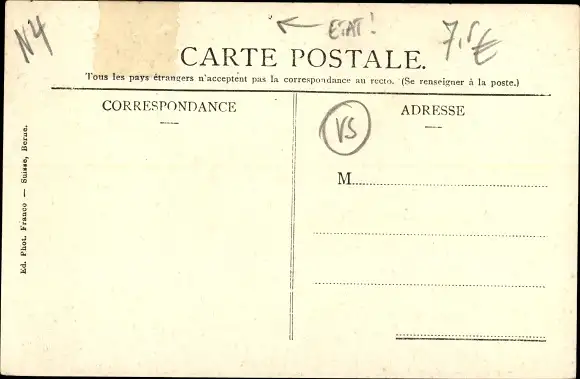 N4
ETAT!
7,5€
CARTE POSTALE.
Tous les pays étrangers n'acceptent pas la correspondance au recto. (Se renseigner à la poste.)
CORRESPONDANCE
ADRESSE
VS
M
Ed. Phot. Franco — Suisse, Berne.